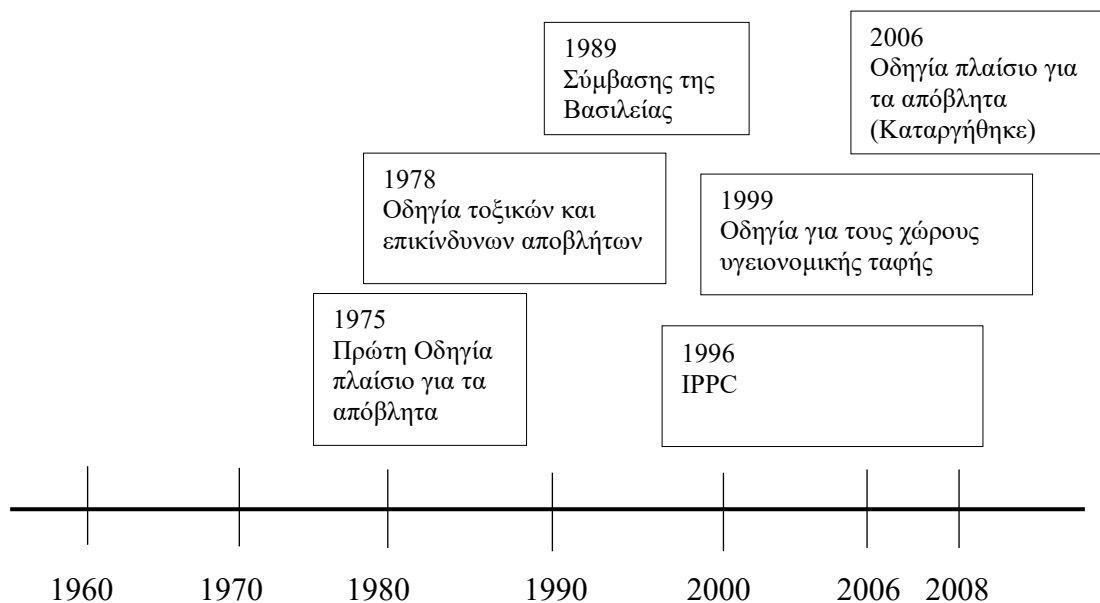 1989
Σύμβασης της
Βασιλείας
2006
Οδηγία πλαίσιο για
τα απόβλητα
(Καταργήθηκε)
1978
Οδηγία τοξικών και
επικίνδυνων αποβλήτων
1999
Οδηγία για τους χώρους
υγειονομικής ταφής
1975
Πρώτη Οδηγία
πλαίσιο για τα
απόβλητα
1996
IPPC
1960 1970 1980 1990 2000 2006 2008